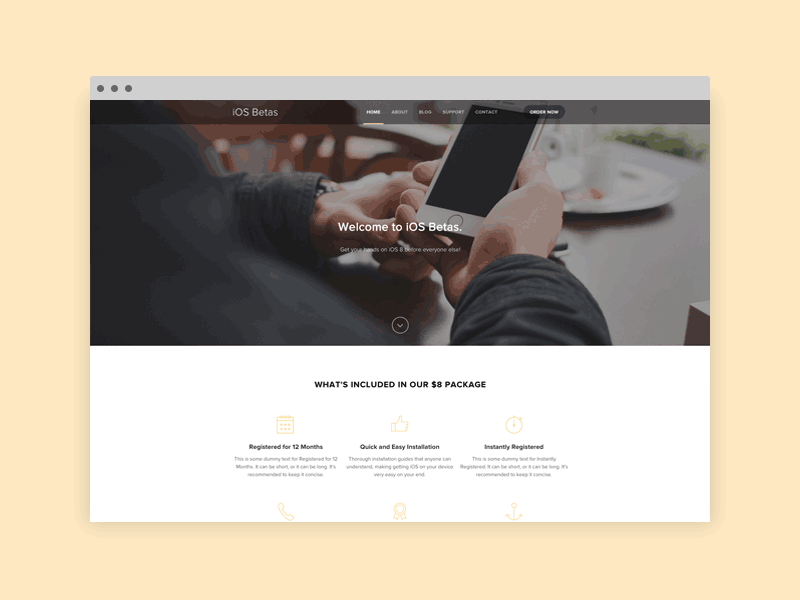 iOS Betas
HOME ABOUT BLOG SUPPORT CONTACT ORDER NOW
Welcome to iOS Betas.
Get your hands on iOS 8 before everyone else!
WHAT'S INCLUDED IN OUR $8 PACKAGE
Registered for 12 Months
This is some dummy text for Registered for 12
Months. It can be short, or it can be long. It's
recommended to keep it concise.
Quick and Easy Installation
Thorough installation guides that anyone can
understand, making getting iOS on your device
very easy on your end.
Instantly Registered
This is some dummy text for Instantly
Registered. It can be short, or it can be long. It's
recommended to keep it concise.